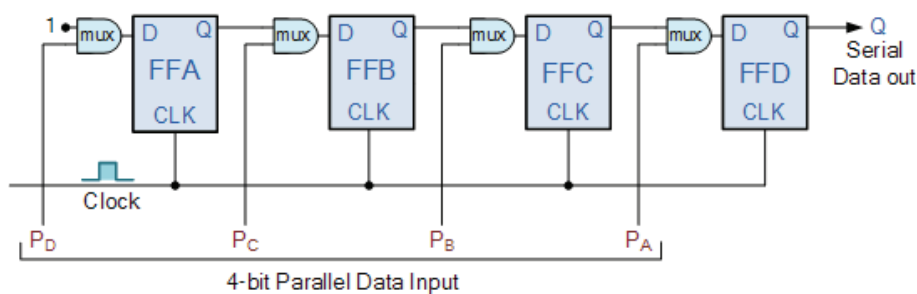 1
mux D Q mux D Q mux D Q mux D Q Q
FFA FFB FFC FFD Serial
Data out
CLK CLK CLK CLK
Clock
PD PC PB PA
4-bit Parallel Data Input